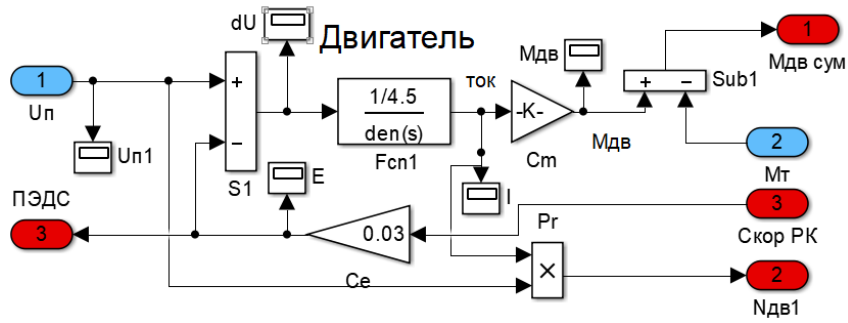 dU
Двигатель
Мдв
1
Uп
Uп1
+
−
S1
1/4.5
den(s)
Fcn1
ток
-K-
Cm
Мдв
+ −
Sub1
1
Мдв сум
2
Мт
ПЭДС
3
E
0.03
Ce
I
Pr
×
3
Скор РК
2
Nдв1